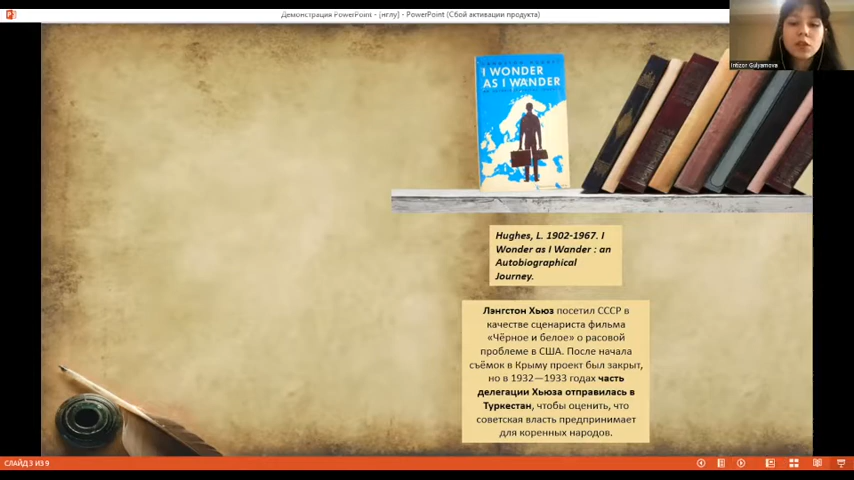 Демонстрация PowerPoint - [нглу] - PowerPoint (Сбой активации продукта)
Intizor Gulyamova
I WONDER
AS I WANDER
Hughes, L. 1902-1967. I
Wonder as I Wander : an
Autobiographical
Journey.
Лэнгстон Хьюз посетил СССР в
качестве сценариста фильма
«Чёрное и белое» о расовой
проблеме в США. После начала
съёмок в Крыму проект был закрыт,
но в 1932—1933 годах часть
делегации Хьюза отправилась в
Туркестан, чтобы оценить, что
советская власть предпринимает
для коренных народов.
СЛАЙД 3 ИЗ 9